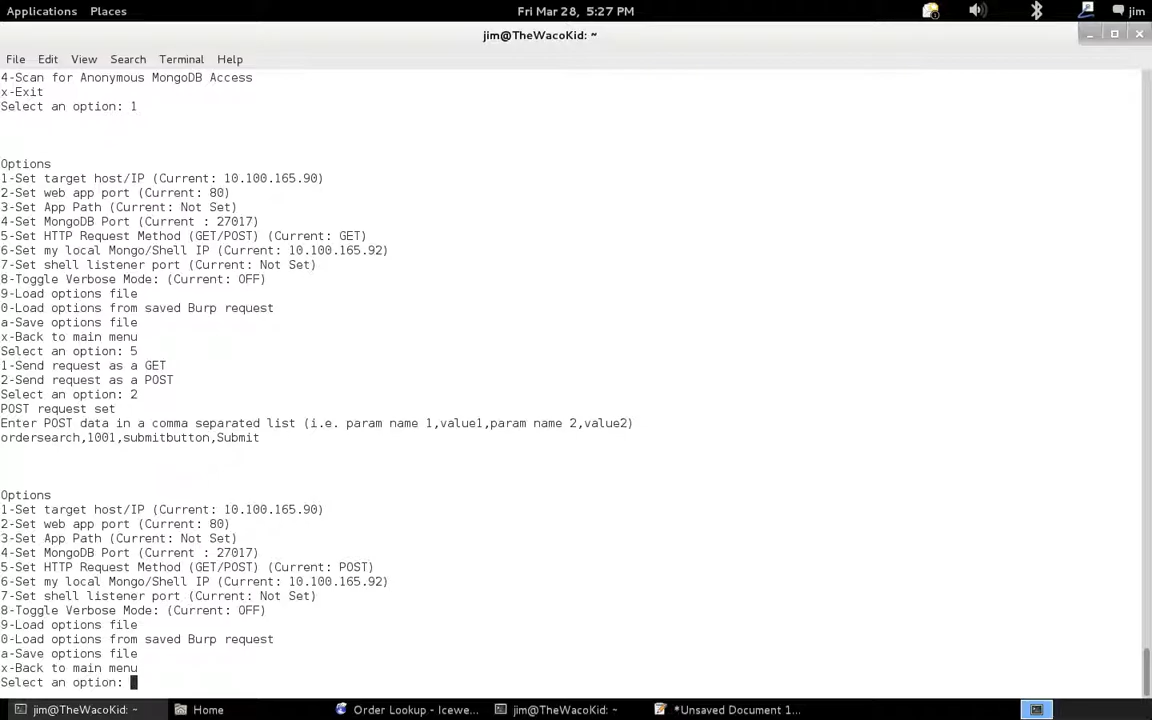 Applications Places Fri Mar 28, 5:27 PM jim
jim@TheWacoKid: ~
File Edit View Search Terminal Help
4-Scan for Anonymous MongoDB Access
x-Exit
Select an option: 1
Options
1-Set target host/IP (Current: 10.100.165.90)
2-Set web app port (Current: 80)
3-Set App Path (Current: Not Set)
4-Set MongoDB Port (Current : 27017)
5-Set HTTP Request Method (GET/POST) (Current: GET)
6-Set my local Mongo/Shell IP (Current: 10.100.165.92)
7-Set shell listener port (Current: Not Set)
8-Toggle Verbose Mode: (Current: OFF)
9-Load options file
0-Load options from saved Burp request
a-Save options file
x-Back to main menu
Select an option: 5
1-Send request as a GET
2-Send request as a POST
Select an option: 2
POST request set
Enter POST data in a comma separated list (i.e. param name 1,value1,param name 2,value2)
ordersearch,1001,submitbutton,Submit
Options
1-Set target host/IP (Current: 10.100.165.90)
2-Set web app port (Current: 80)
3-Set App Path (Current: Not Set)
4-Set MongoDB Port (Current : 27017)
5-Set HTTP Request Method (GET/POST) (Current: POST)
6-Set my local Mongo/Shell IP (Current: 10.100.165.92)
7-Set shell listener port (Current: Not Set)
8-Toggle Verbose Mode: (Current: OFF)
9-Load options file
0-Load options from saved Burp request
a-Save options file
x-Back to main menu
Select an option:
jim@TheWacoKid: ~ Home Order Lookup - Icewe... jim@TheWacoKid: ~ *Unsaved Document 1...